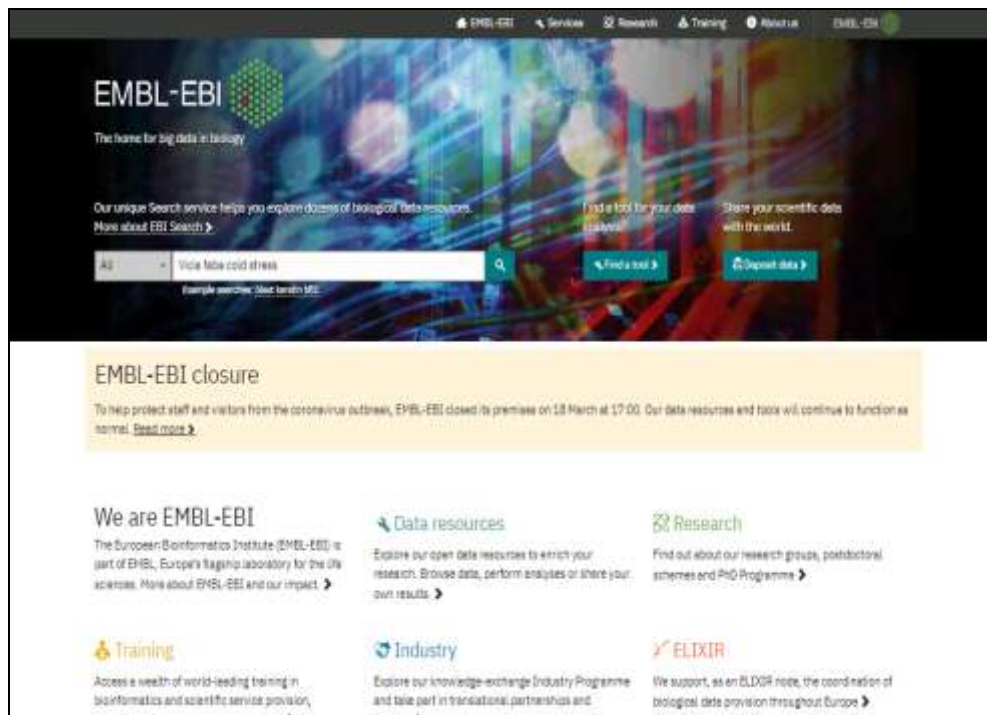 EMBL-EBI Services Research Training About us EMBL-EBI
EMBL-EBI
The home for big data in biology
Our unique Search service helps you explore dozens of biological data resources.
More about EBI Search
Find a tool for your data
analysis
Share your scientific data
with the world.
All
Vicia faba cold stress
Find a tool
Deposit data
Example searches: blast keratin bfl1
EMBL-EBI closure
To help protect staff and visitors from the coronavirus outbreak, EMBL-EBI closed its premises on 18 March at 17:00. Our data resources and tools will continue to function as
normal. Read more
We are EMBL-EBI
The European Bioinformatics Institute (EMBL-EBI) is
part of EMBL, Europe's flagship laboratory for the life
sciences. More about EMBL-EBI and our impact.
Data resources
Explore our open data resources to enrich your
research. Browse data, perform analyses or share your
own results.
Research
Find out about our research groups, postdoctoral
schemes and PhD Programme
Training
Access a wealth of world-leading training in
bioinformatics and scientific service provision,
Industry
Explore our knowledge-exchange Industry Programme
and take part in translational partnerships and
ELIXIR
We support, as an ELIXIR node, the coordination of
biological data provision throughout Europe